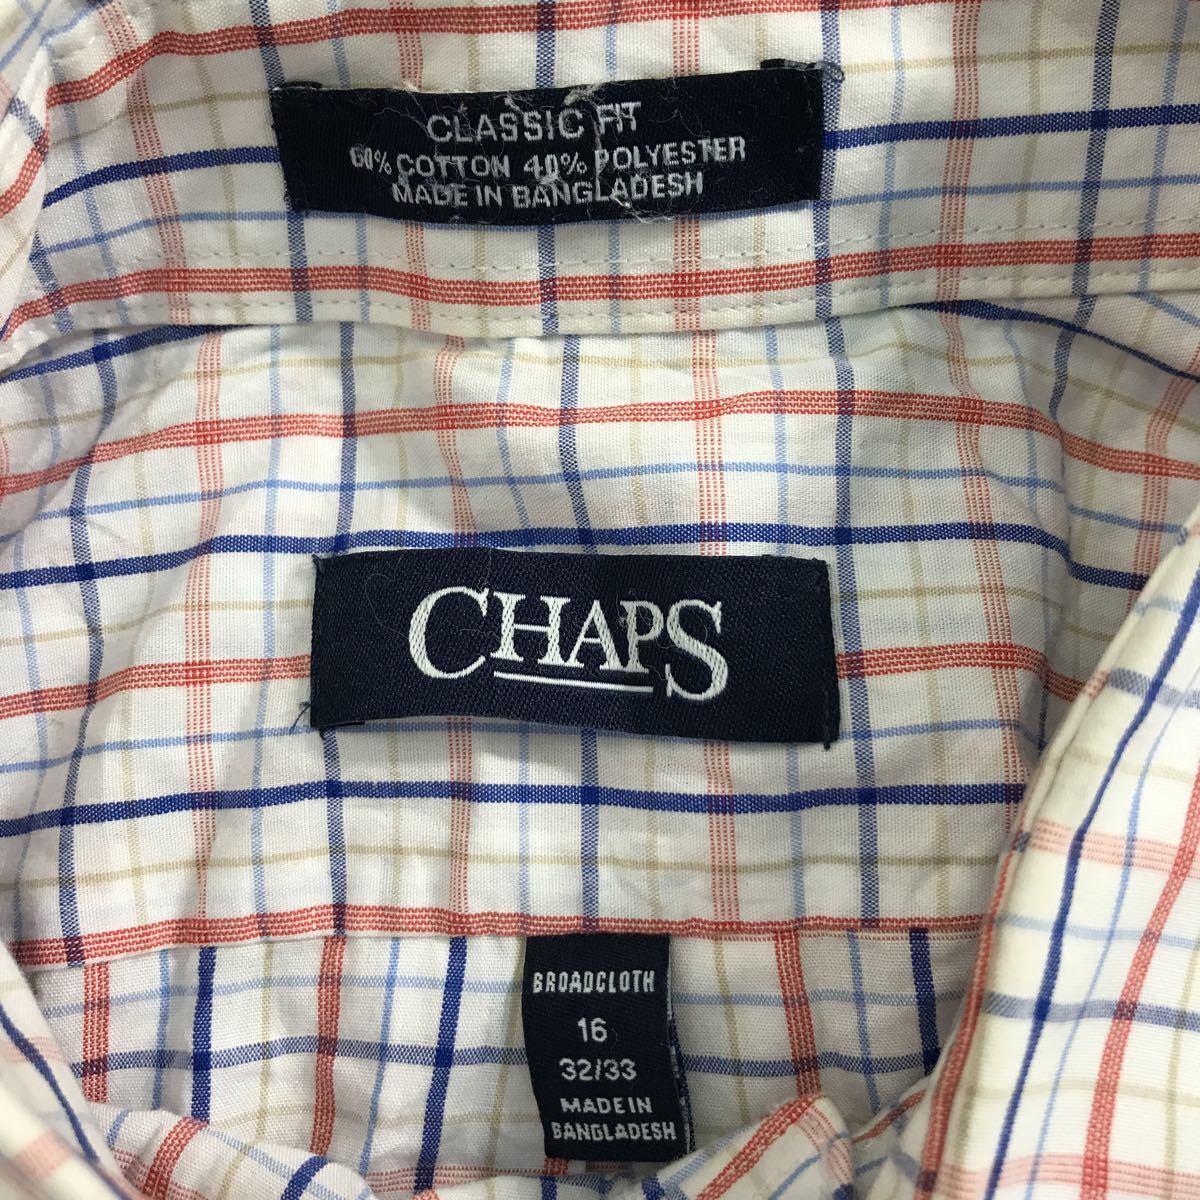 CLASSIC FIT
60% COTTON 40% POLYESTER
MADE IN BANGLADESH
CHAPS
BROADCLOTH
16
32/33
MADE IN
BANGLADESH